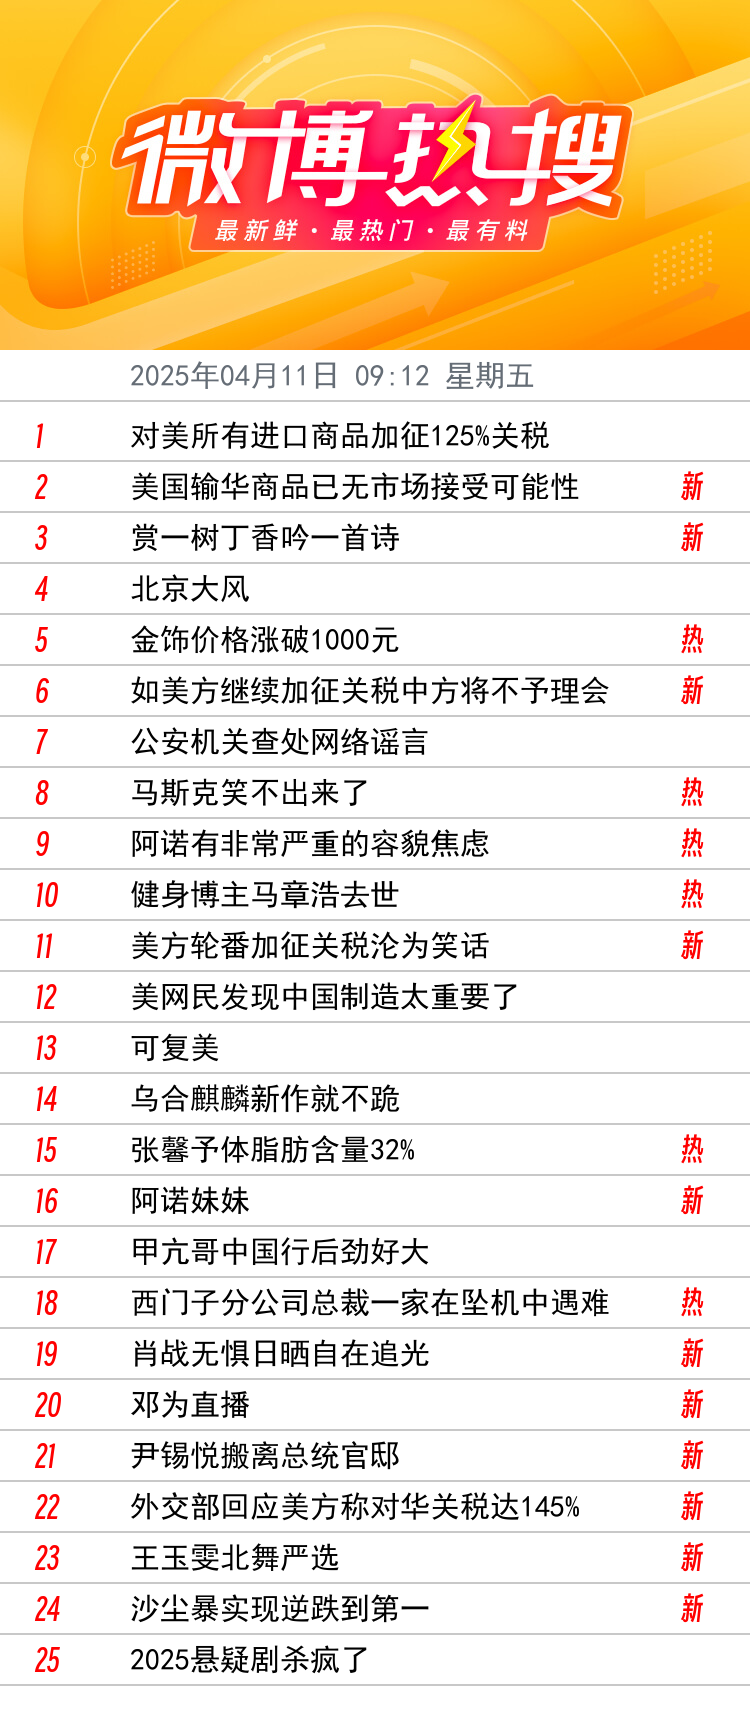 微博热搜
最新鲜·最热门·最有料
2025年04月11日 09:12 星期五
1 对美所有进口商品加征125%关税
2 美国输华商品已无市场接受可能性 新
3 赏一树丁香吟一首诗 新
4 北京大风
5 金饰价格涨破1000元 热
6 如美方继续加征关税中方将不予理会 新
7 公安机关查处网络谣言
8 马斯克笑不出来了 热
9 阿诺有非常严重的容貌焦虑 热
10 健身博主马章浩去世 热
11 美方轮番加征关税沦为笑话 新
12 美网民发现中国制造太重要了
13 可复美
14 乌合麒麟新作就不跪
15 张馨予体脂肪含量32% 热
16 阿诺妹妹 新
17 甲亢哥中国行后劲好大
18 西门子分公司总裁一家在坠机中遇难 热
19 肖战无惧日晒自在追光 新
20 邓为直播 新
21 尹锡悦搬离总统官邸 新
22 外交部回应美方称对华关税达145% 新
23 王玉雯北舞严选 新
24 沙尘暴实现逆跌到第一 新
25 2025悬疑剧杀疯了